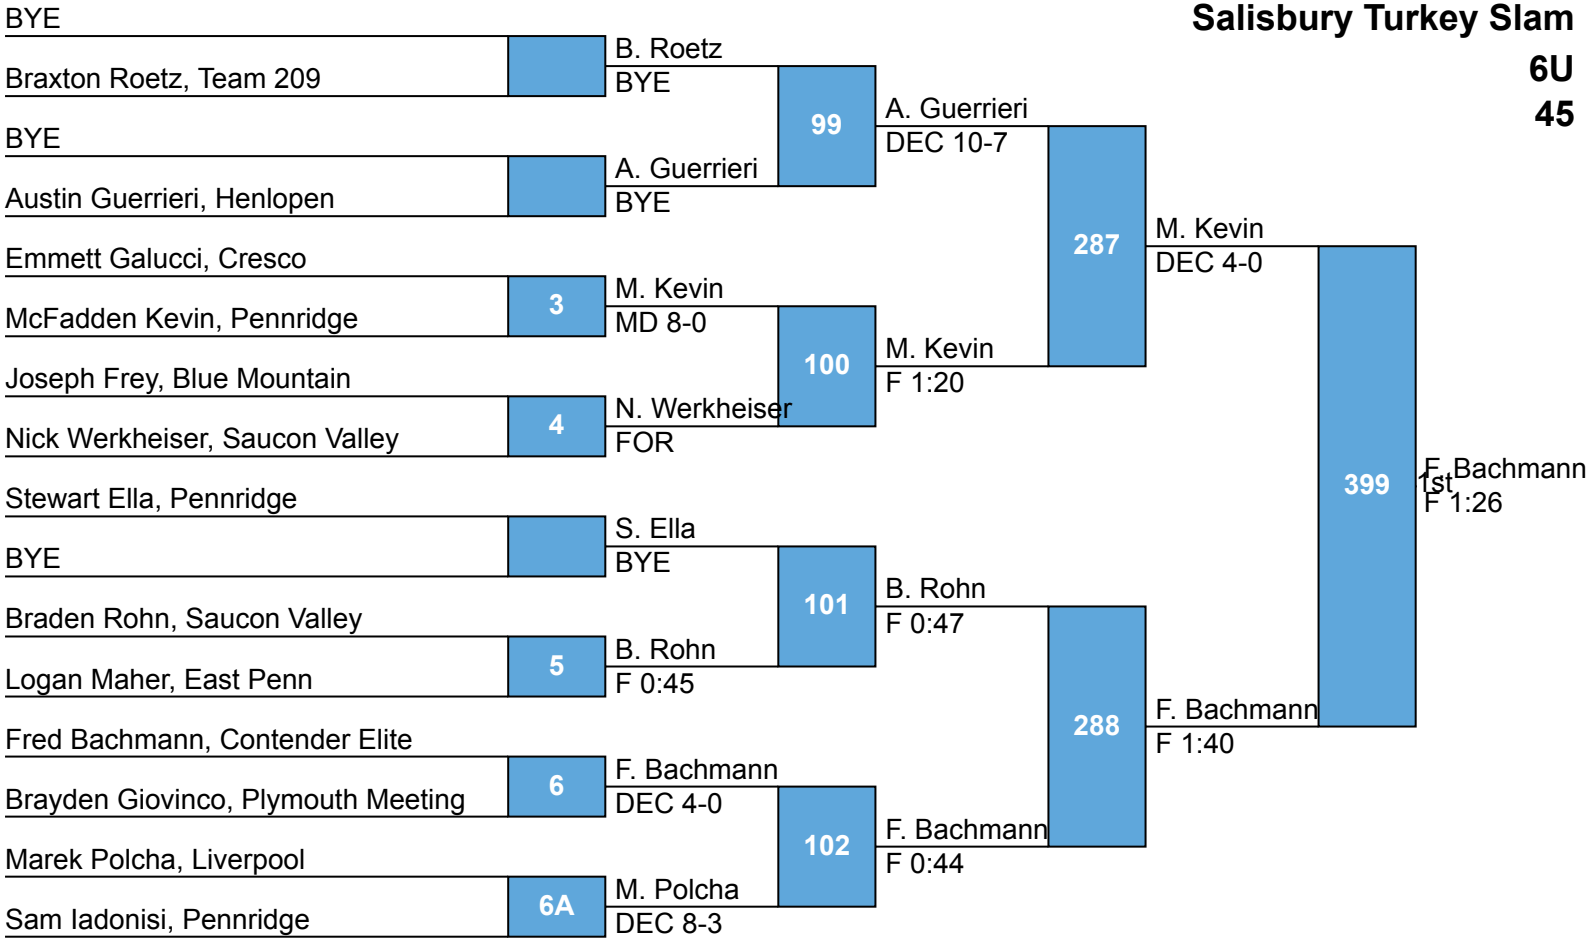 Salisbury Turkey Slam
6U
45
BYE
Braxton Roetz, Team 209
BYE
Austin Guerrieri, Henlopen
Emmett Galucci, Cresco
McFadden Kevin, Pennridge
Joseph Frey, Blue Mountain
Nick Werkheiser, Saucon Valley
Stewart Ella, Pennridge
BYE
Braden Rohn, Saucon Valley
Logan Maher, East Penn
Fred Bachmann, Contender Elite
Brayden Giovinco, Plymouth Meeting
Marek Polcha, Liverpool
Sam Iadonisi, Pennridge
3
4
5
6
6A
B. Roetz
BYE
A. Guerrieri
BYE
M. Kevin
MD 8-0
N. Werkheiser
FOR
S. Ella
BYE
B. Rohn
F 0:45
F. Bachmann
DEC 4-0
M. Polcha
DEC 8-3
99
100
101
102
A. Guerrieri
DEC 10-7
M. Kevin
F 1:20
B. Rohn
F 0:47
F. Bachmann
F 0:44
287
288
M. Kevin
DEC 4-0
F. Bachmann
F 1:40
399
F. Bachmann
1st
F 1:26